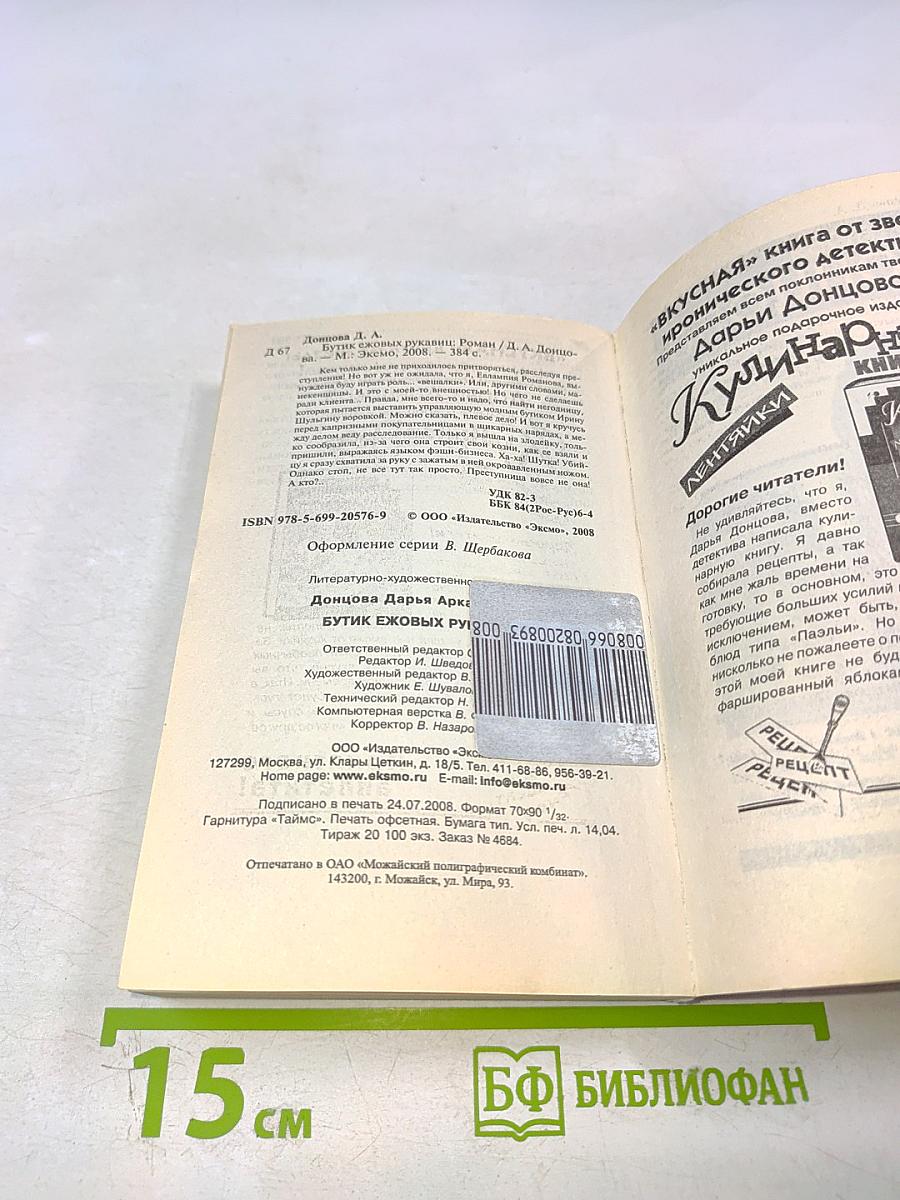 Донцова Д. А.
Д 67 Бутик ежовых рукавиц: Роман / Д. А. Донцо-
ва. — М.: Эксмо, 2008. — 384 с.
Кем только мне не приходилось притворяться, расследуя пре-
ступления! Но вот уж не ожидала, что я, Евлампия Романова, вы-
нуждена буду играть роль... «вешалки». Или, другими словами, ма-
некенщицы. И это с моей-то внешностью! Но чего не сделаешь
ради клиента... Правда, мне всего-то и надо, что найти негодницу,
которая пытается выставить управляющую модным бутиком Ирину
Шульгину воровкой. Можно сказать, плевое дело! И вот я кручусь
перед капризными покупательницами в шикарных нарядах, а ме-
жду делом веду расследование. Только я вышла на злодейку, толь-
ко сообразила, из-за чего она строит свои козни, как ее взяли и
пришили, выражаясь языком фэшн-бизнеса. Ха-ха! Шутка! Убий-
цу я сразу схватила за руку с зажатым в ней окровавленным ножом.
Однако стоп, не все тут так просто. Преступница вовсе не она!
А кто?..
УДК 82-3
ББК 84(2Рос-Рус)6-4
ISBN 978-5-699-20576-9 © ООО «Издательство «Эксмо», 2008
Оформление серии В. Щербакова
Литературно-художественно
Донцова Дарья Арка
БУТИК ЕЖОВЫХ РУК
Ответственный редактор
Редактор И. Шведов
Художественный редактор В.
Художник Е. Шувало
Технический редактор Н.
Компьютерная верстка В.
Корректор В. Назаро
008 08200893 0080066
ООО «Издательство «Экс
127299, Москва, ул. Клары Цеткин, д. 18/5. Тел. 411-68-86, 956-39-21.
Home page: www.eksmo.ru E-mail: info@eksmo.ru
Подписано в печать 24.07.2008. Формат 70x90 1/32.
Гарнитура «Таймс». Печать офсетная. Бумага тип. Усл. печ. л. 14,04.
Тираж 20 100 экз. Заказ № 4684.
Отпечатано в ОАО «Можайский полиграфический комбинат».
143200, г. Можайск, ул. Мира, 93.
«ВКУСНАЯ» КНИГА ОТ ЗВЕ
ИРОНИЧЕСКОГО ДЕТЕКТ
Представляем всем поклонникам тв
Дарьи Донцово
уникальное подарочное изд
Кулинарн
КНИ
ЛЕНТЯЙКИ
Дорогие читатели!
Не удивляйтесь, что я,
Дарья Донцова, вместо
детектива написала кули-
нарную книгу. Я давно
собирала рецепты, а так
как мне жаль времени на
готовку, то в основном, это
требующие больших усилий
исключением, может быть,
блюд типа «Паэльи». Но
нисколько не пожалеете о п
этой моей книге не буд
фаршированный яблока
РЕЦЕ
РЕЦЕПТ
РЕЦЕПТ
15 см
БФ БИБЛИОФАН